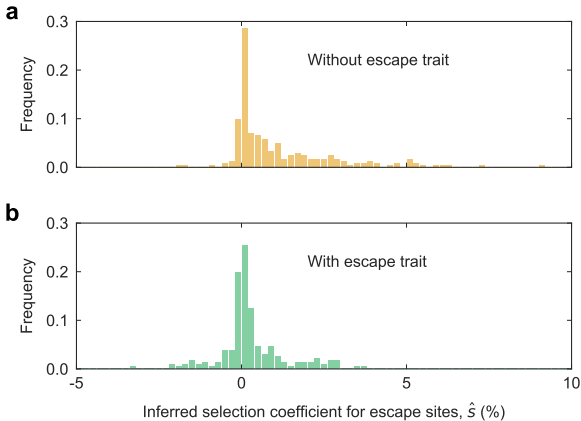 a
0.3
0.2
0.1
0.0
Frequency
Without escape trait
b
0.3
0.2
0.1
0.0
Frequency
With escape trait
-5
0
5
10
Inferred selection coefficient for escape sites, ŝ (%)